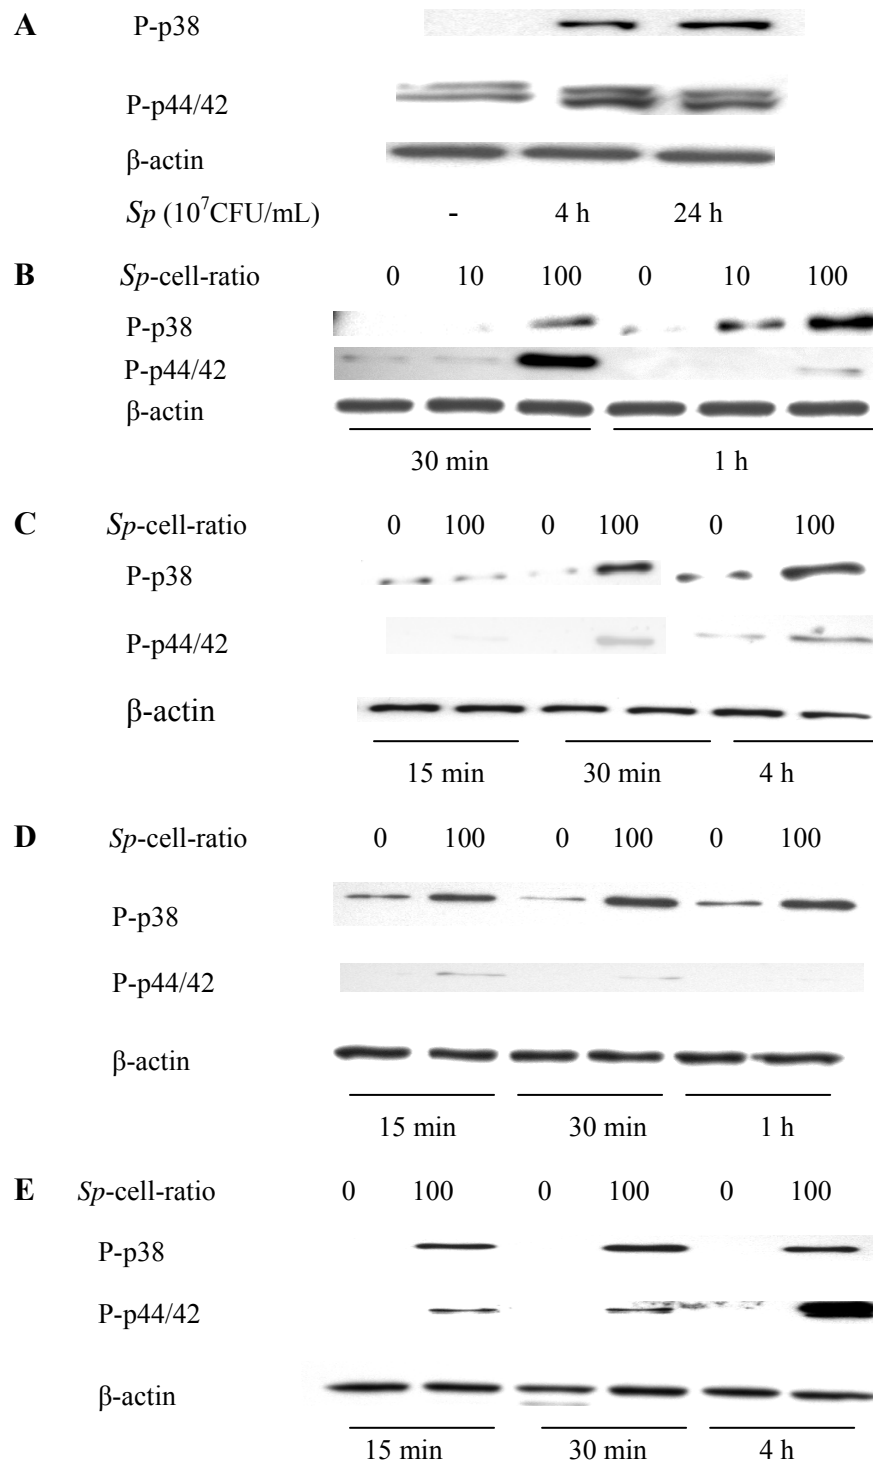 A P-p38
P-p44/42
β-actin
Sp (10⁷CFU/mL) - 4 h 24 h
B Sp-cell-ratio 0 10 100 0 10 100
P-p38
P-p44/42
β-actin
30 min 1 h
C Sp-cell-ratio 0 100 0 100 0 100
P-p38
P-p44/42
β-actin
15 min 30 min 4 h
D Sp-cell-ratio 0 100 0 100 0 100
P-p38
P-p44/42
β-actin
15 min 30 min 1 h
E Sp-cell-ratio 0 100 0 100 0 100
P-p38
P-p44/42
β-actin
15 min 30 min 4 h